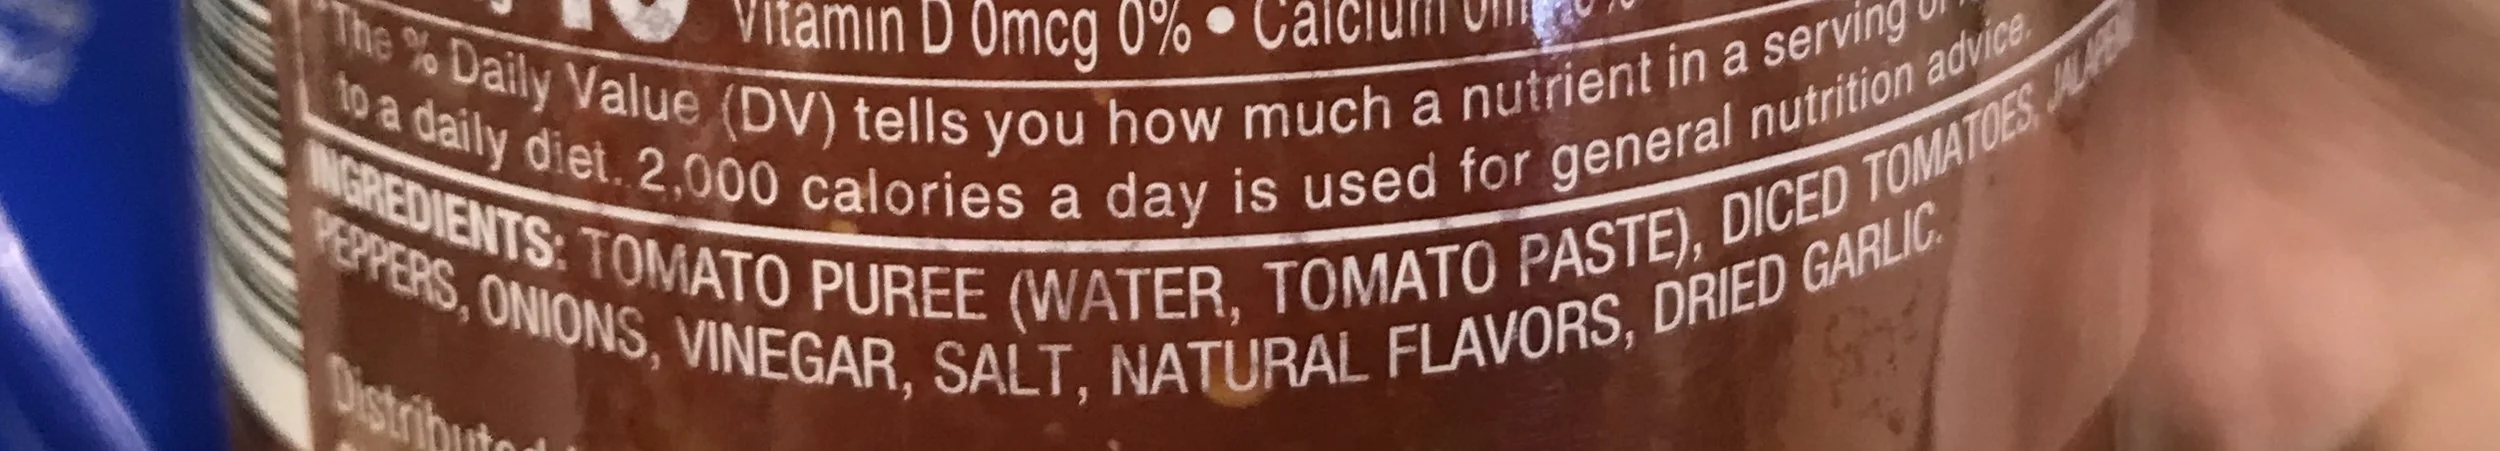 Vitamin D 0mcg 0% • Calcium
The % Daily Value (DV) tells you how much a nutrient in a serving of
to a daily diet. 2,000 calories a day is used for general nutrition advice.
INGREDIENTS: TOMATO PUREE (WATER, TOMATO PASTE), DICED TOMATOES, JALAPEÑO
PEPPERS, ONIONS, VINEGAR, SALT, NATURAL FLAVORS, DRIED GARLIC.
Distributed